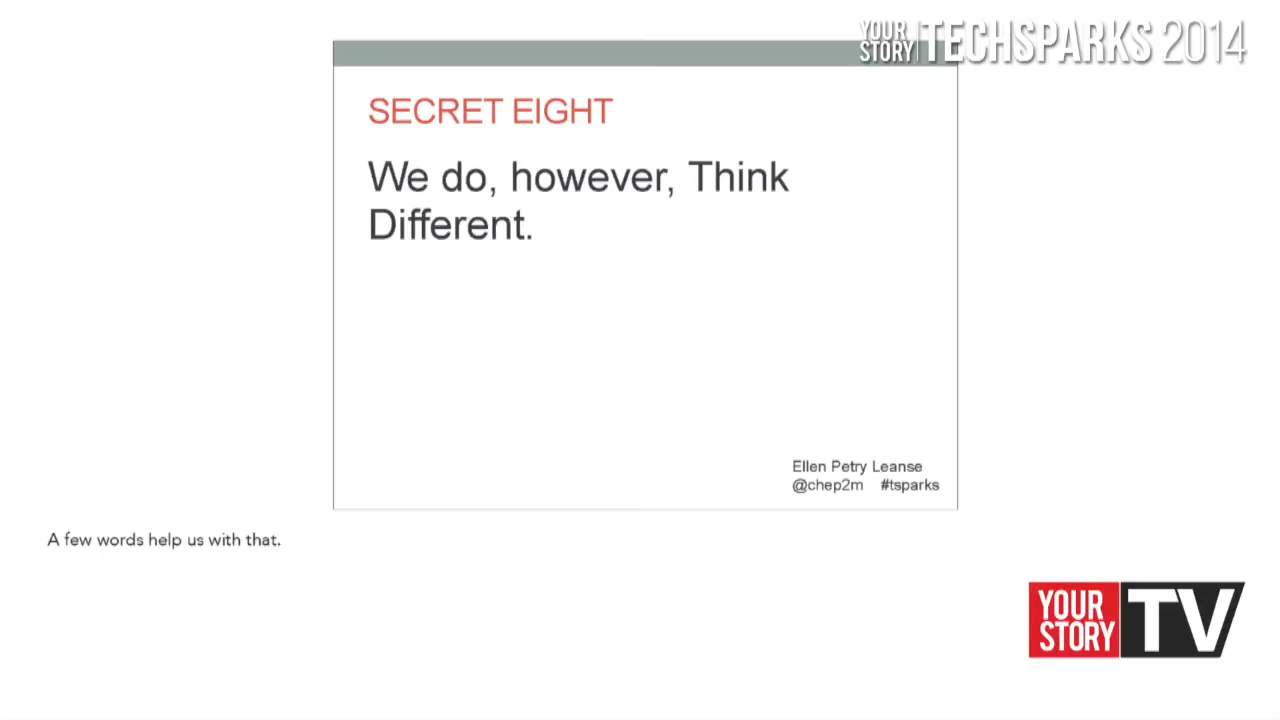 YOUR STORY | TECHSPARKS 2014
SECRET EIGHT
We do, however, Think
Different.
Ellen Petry Leanse
@chep2m #tsparks
A few words help us with that.
YOUR
STORY
TV